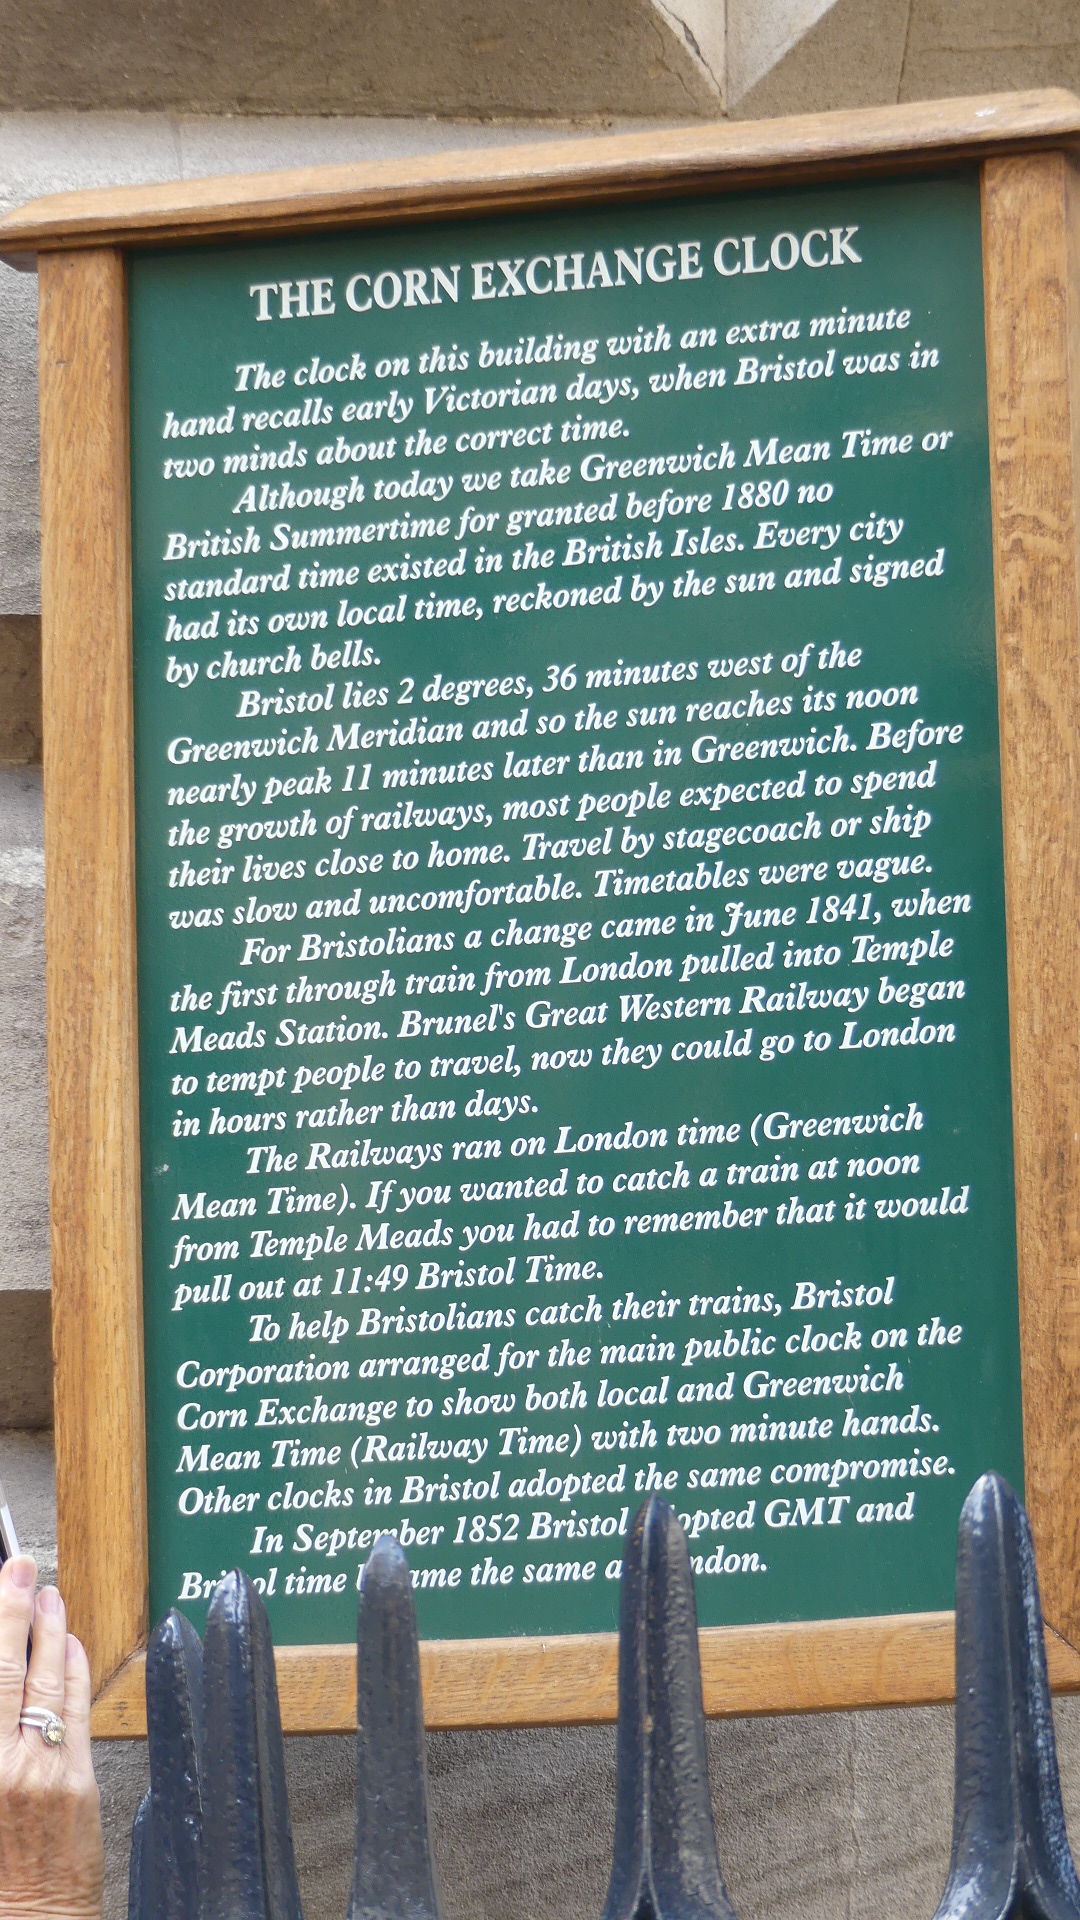 THE CORN EXCHANGE CLOCK
The clock on this building with an extra minute
hand recalls early Victorian days, when Bristol was in
two minds about the correct time.
Although today we take Greenwich Mean Time or
British Summertime for granted before 1880 no
standard time existed in the British Isles. Every city
had its own local time, reckoned by the sun and signed
by church bells.
Bristol lies 2 degrees, 36 minutes west of the
Greenwich Meridian and so the sun reaches its noon
nearly peak 11 minutes later than in Greenwich. Before
the growth of railways, most people expected to spend
their lives close to home. Travel by stagecoach or ship
was slow and uncomfortable. Timetables were vague.
For Bristolians a change came in June 1841, when
the first through train from London pulled into Temple
Meads Station. Brunel's Great Western Railway began
to tempt people to travel, now they could go to London
in hours rather than days.
The Railways ran on London time (Greenwich
Mean Time). If you wanted to catch a train at noon
from Temple Meads you had to remember that it would
pull out at 11:49 Bristol Time.
To help Bristolians catch their trains, Bristol
Corporation arranged for the main public clock on the
Corn Exchange to show both local and Greenwich
Mean Time (Railway Time) with two minute hands.
Other clocks in Bristol adopted the same compromise.
In September 1852 Bristol adopted GMT and
Bristol time became the same as London.